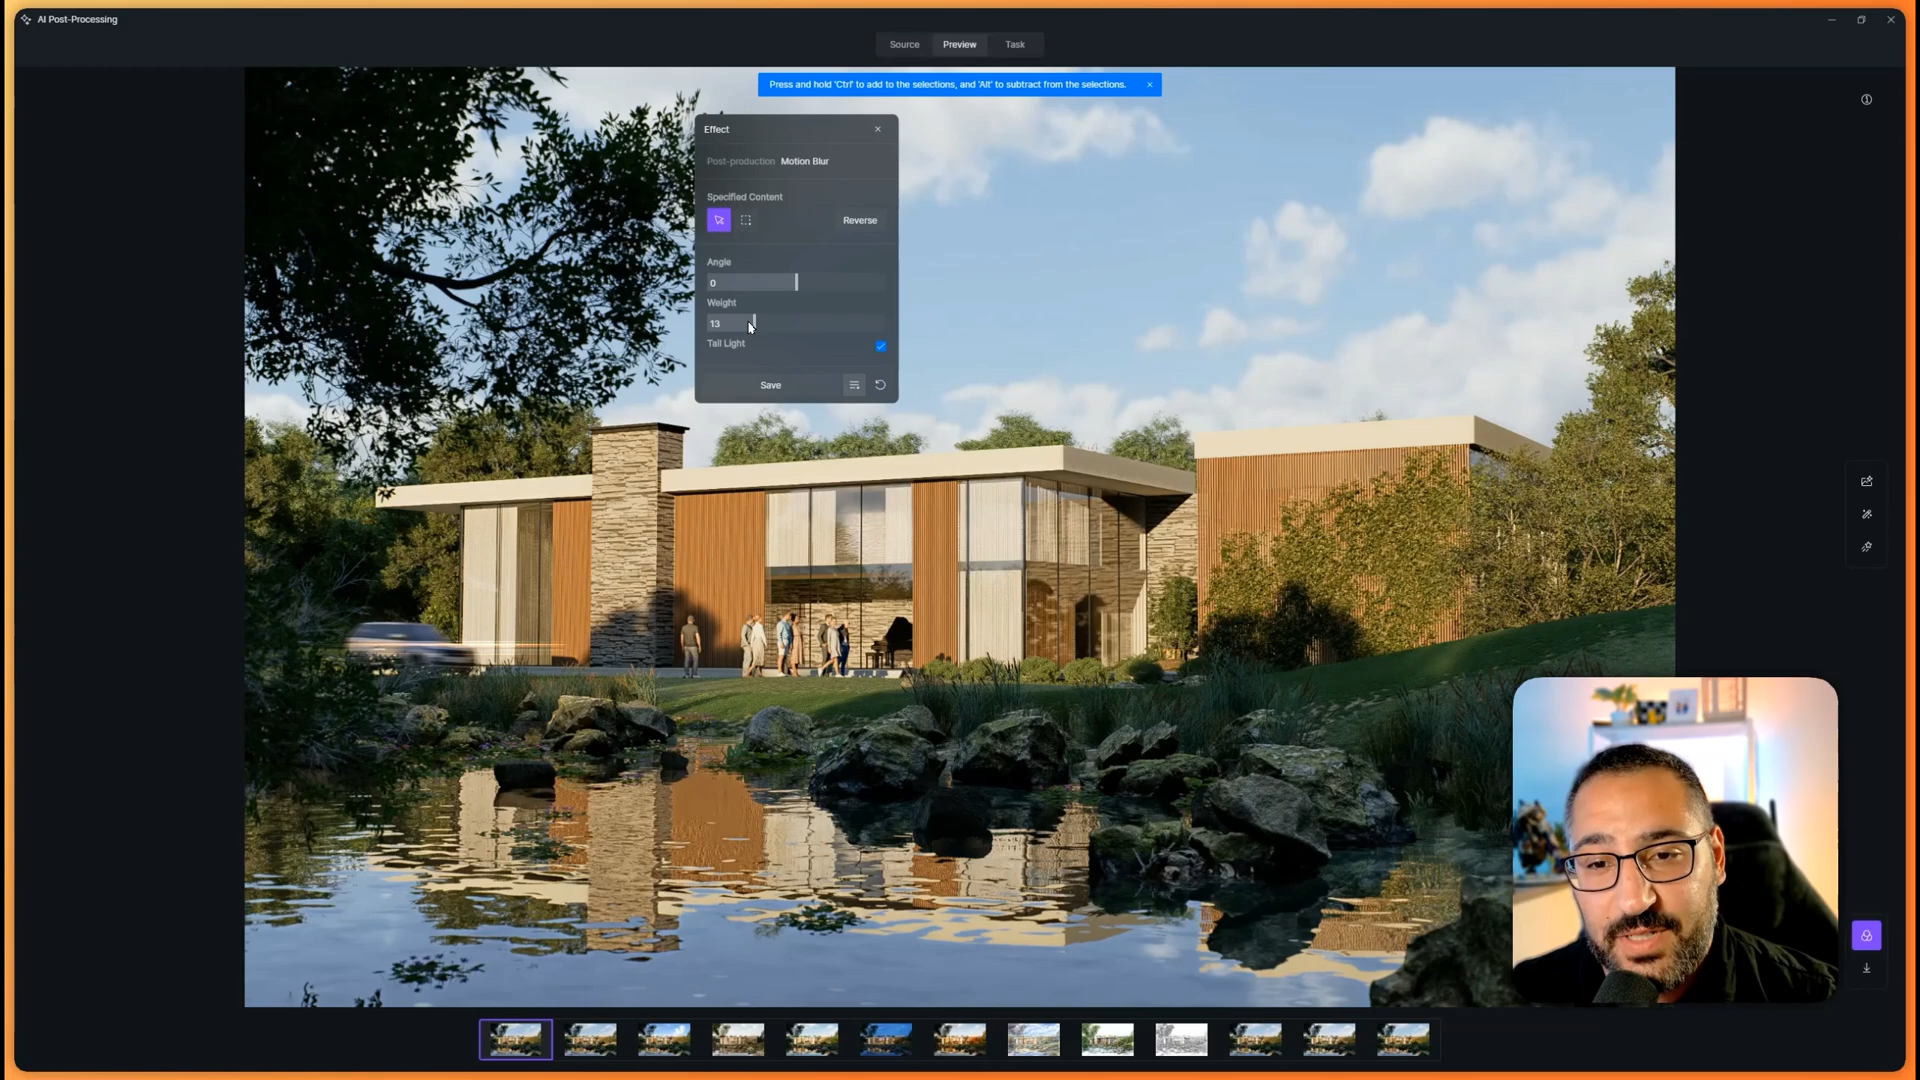 AI Post-Processing
Source Preview Task
Press and hold 'Ctrl' to add to the selections, and 'Alt' to subtract from the selections.
Effect
Post-production Motion Blur
Specified Content
Reverse
Angle
0
Weight
13
Tail Light
Save